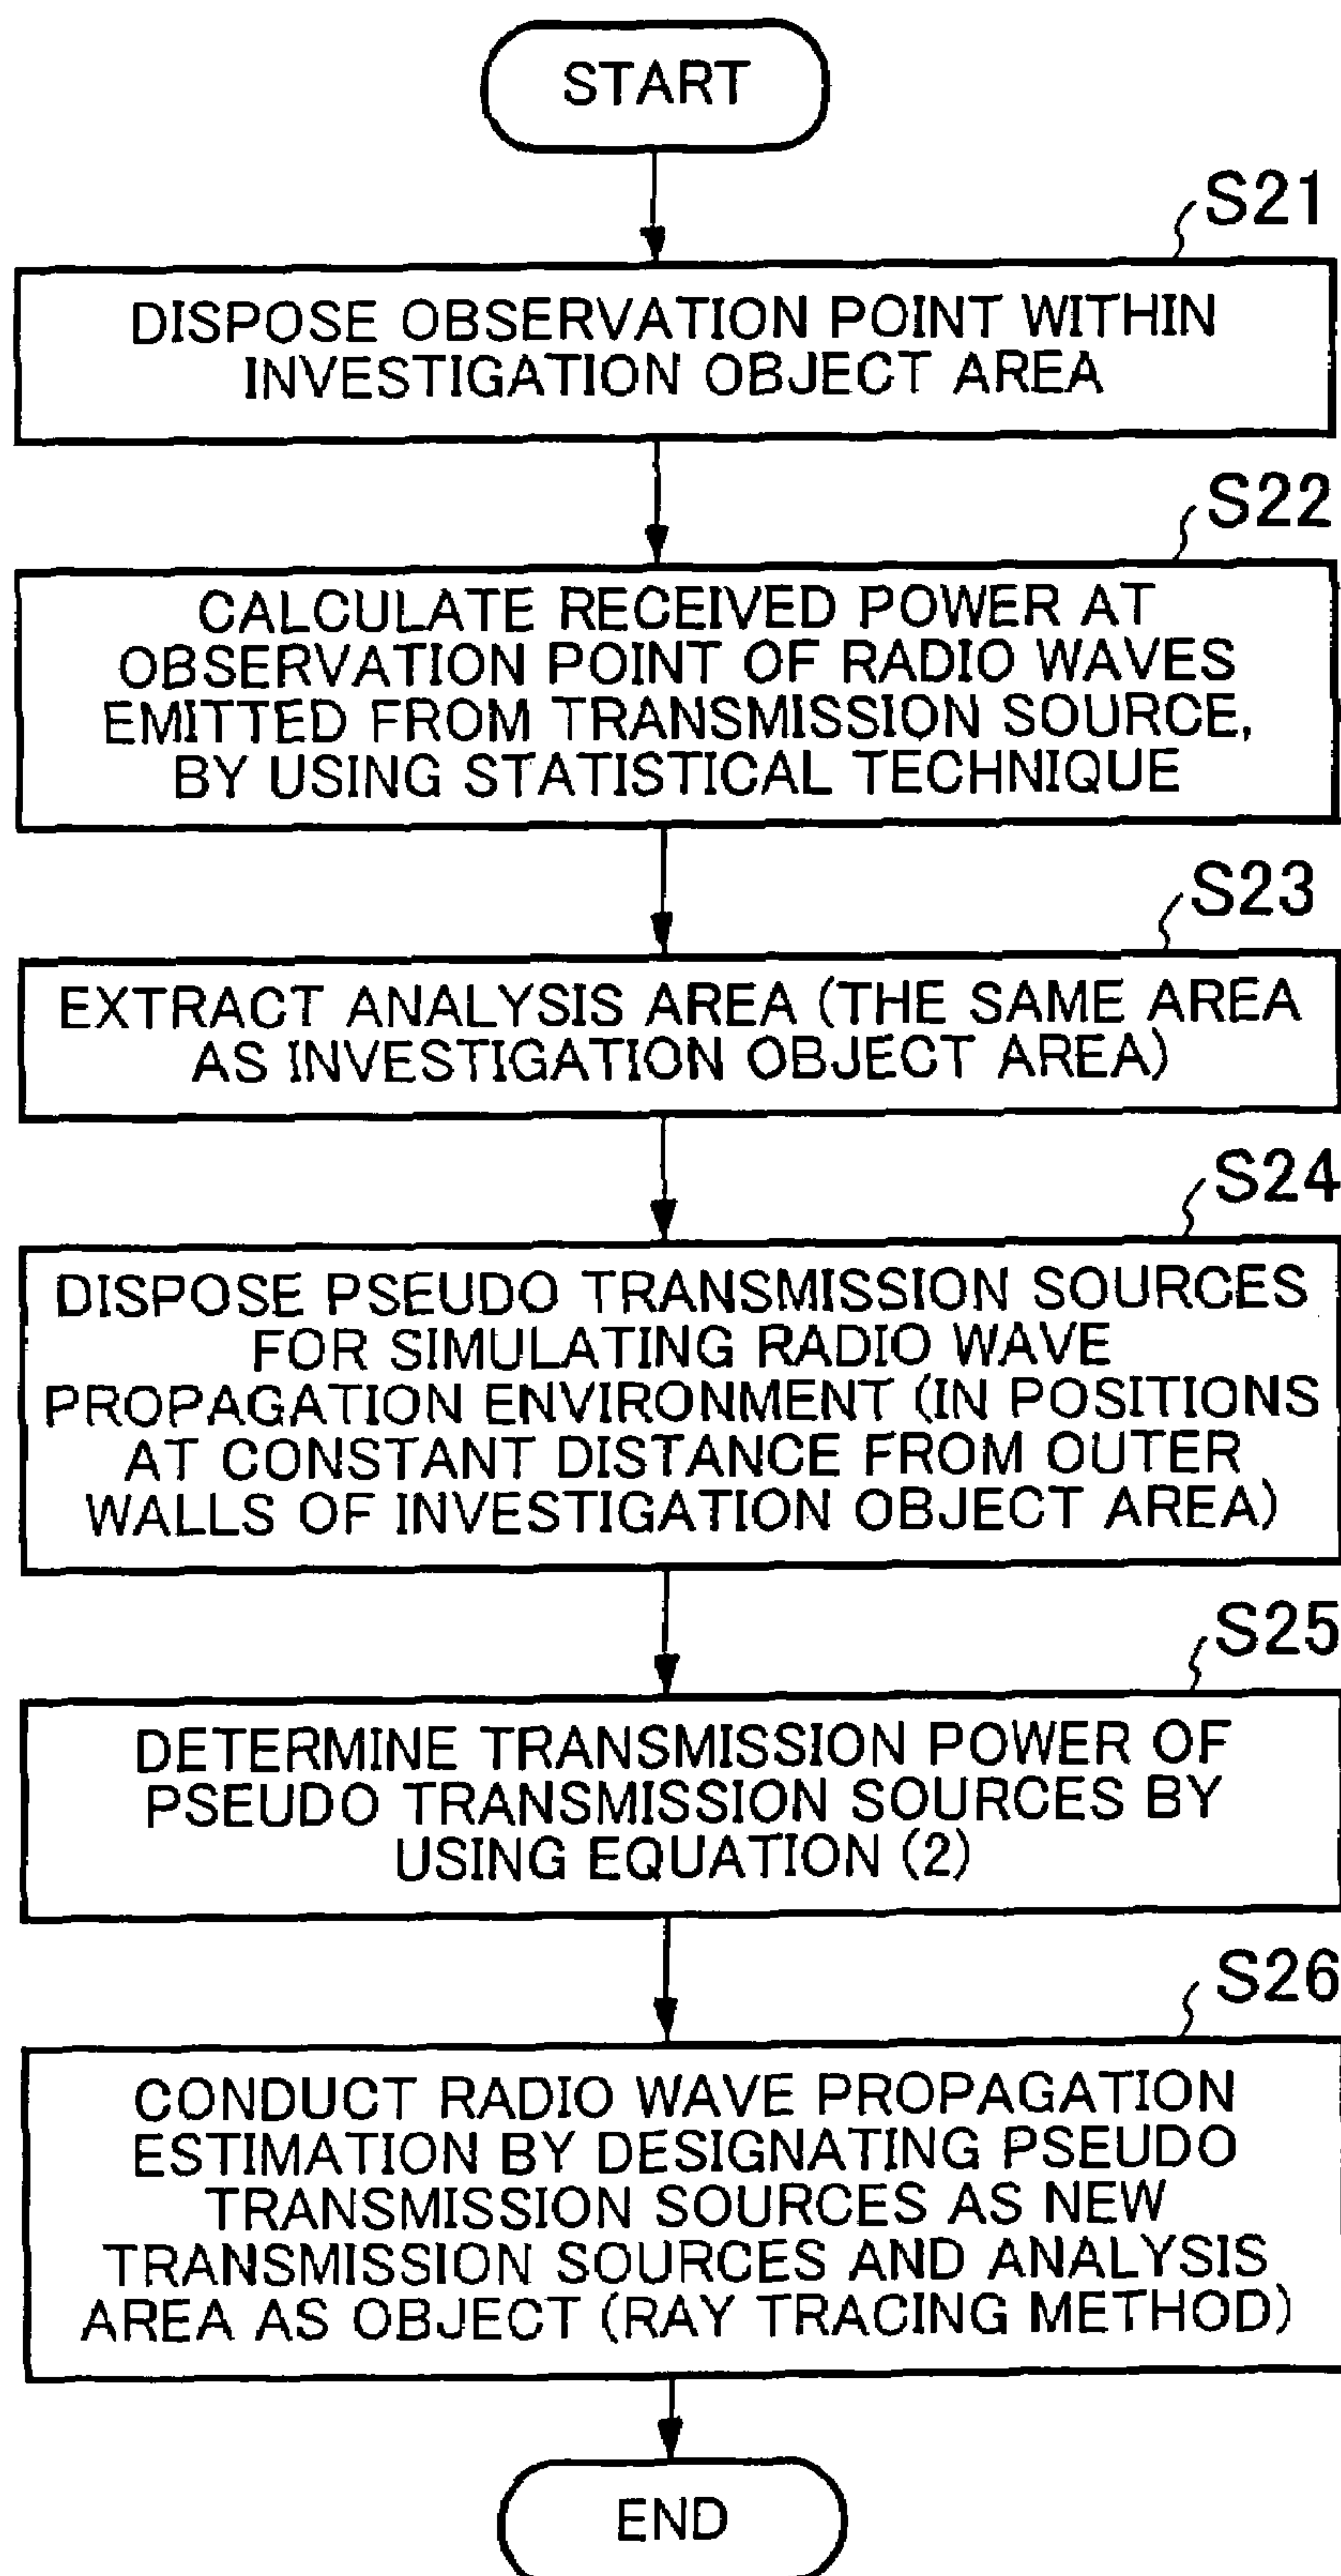 START
S21
DISPOSE OBSERVATION POINT WITHIN
INVESTIGATION OBJECT AREA
S22
CALCULATE RECEIVED POWER AT
OBSERVATION POINT OF RADIO WAVES
EMITTED FROM TRANSMISSION SOURCE,
BY USING STATISTICAL TECHNIQUE
S23
EXTRACT ANALYSIS AREA (THE SAME AREA
AS INVESTIGATION OBJECT AREA)
S24
DISPOSE PSEUDO TRANSMISSION SOURCES
FOR SIMULATING RADIO WAVE
PROPAGATION ENVIRONMENT (IN POSITIONS
AT CONSTANT DISTANCE FROM OUTER
WALLS OF INVESTIGATION OBJECT AREA)
S25
DETERMINE TRANSMISSION POWER OF
PSEUDO TRANSMISSION SOURCES BY
USING EQUATION (2)
S26
CONDUCT RADIO WAVE PROPAGATION
ESTIMATION BY DESIGNATING PSEUDO
TRANSMISSION SOURCES AS NEW
TRANSMISSION SOURCES AND ANALYSIS
AREA AS OBJECT (RAY TRACING METHOD)
END